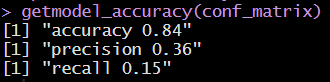 > getmodel_accuracy(conf_matrix)
[1] "accuracy 0.84"
[1] "precision 0.36"
[1] "recall 0.15"